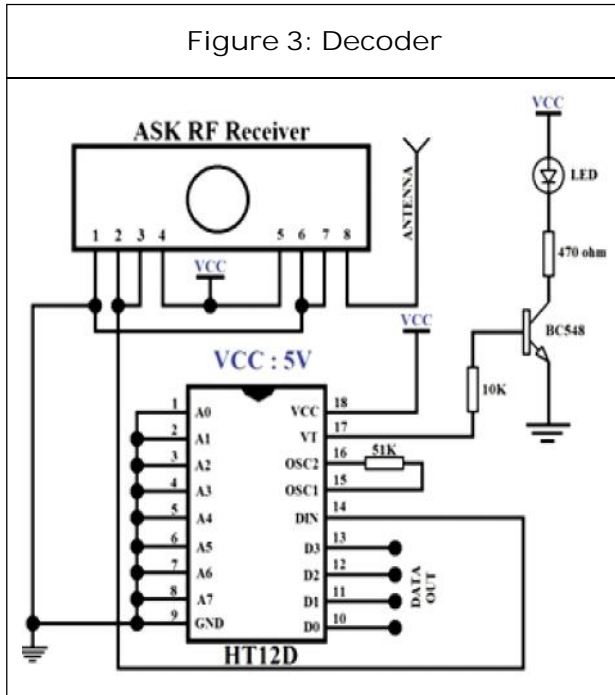 Figure 3: Decoder
VCC
ASK RF Receiver
LED
ANTENNA
1 2 3 4 5 6 7 8
VCC
470 ohm
VCC
BC548
VCC : 5V
10K
1 A0 VCC 18
2 A1 VT 17
3 A2 OSC2 16 51K
4 A3 OSC1 15
5 A4 DIN 14
6 A5 D3 13
7 A6 D2 12
8 A7 D1 11
9 GND D0 10
DATA
OUT
HT12D